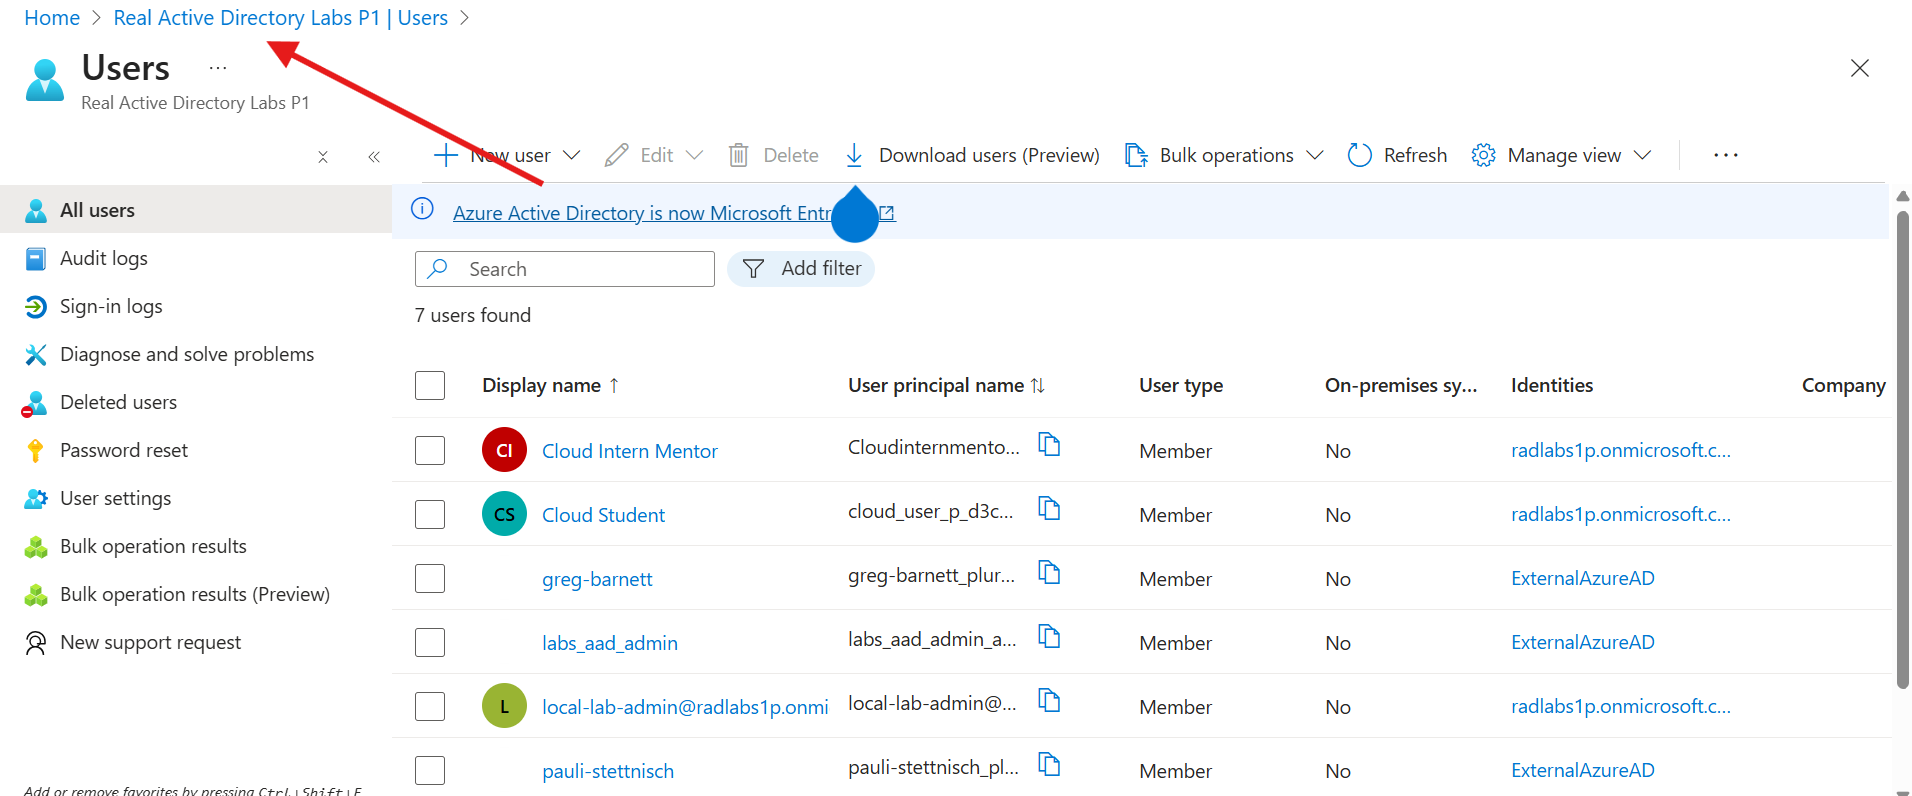 Home > Real Active Directory Labs P1 | Users >
Users ...
Real Active Directory Labs P1
New user Edit Delete Download users (Preview) Bulk operations Refresh Manage view ...
All users
Audit logs
Sign-in logs
Diagnose and solve problems
Deleted users
Password reset
User settings
Bulk operation results
Bulk operation results (Preview)
New support request
Add or remove favorites by pressing Ctrl+Shift+F
Azure Active Directory is now Microsoft
Search Add filter
7 users found
Display name ↑ User principal name ↑↓ User type On-premises sy... Identities Company
CI Cloud Intern Mentor Cloudinternmento... Member No radlabs1p.onmicrosoft.c...
CS Cloud Student cloud_user_p_d3c... Member No radlabs1p.onmicrosoft.c...
greg-barnett greg-barnett_plur... Member No ExternalAzureAD
labs_aad_admin labs_aad_admin_a... Member No ExternalAzureAD
L local-lab-admin@radlabs1p.onmi local-lab-admin@... Member No radlabs1p.onmicrosoft.c...
pauli-stettnisch pauli-stettnisch_pl... Member No ExternalAzureAD